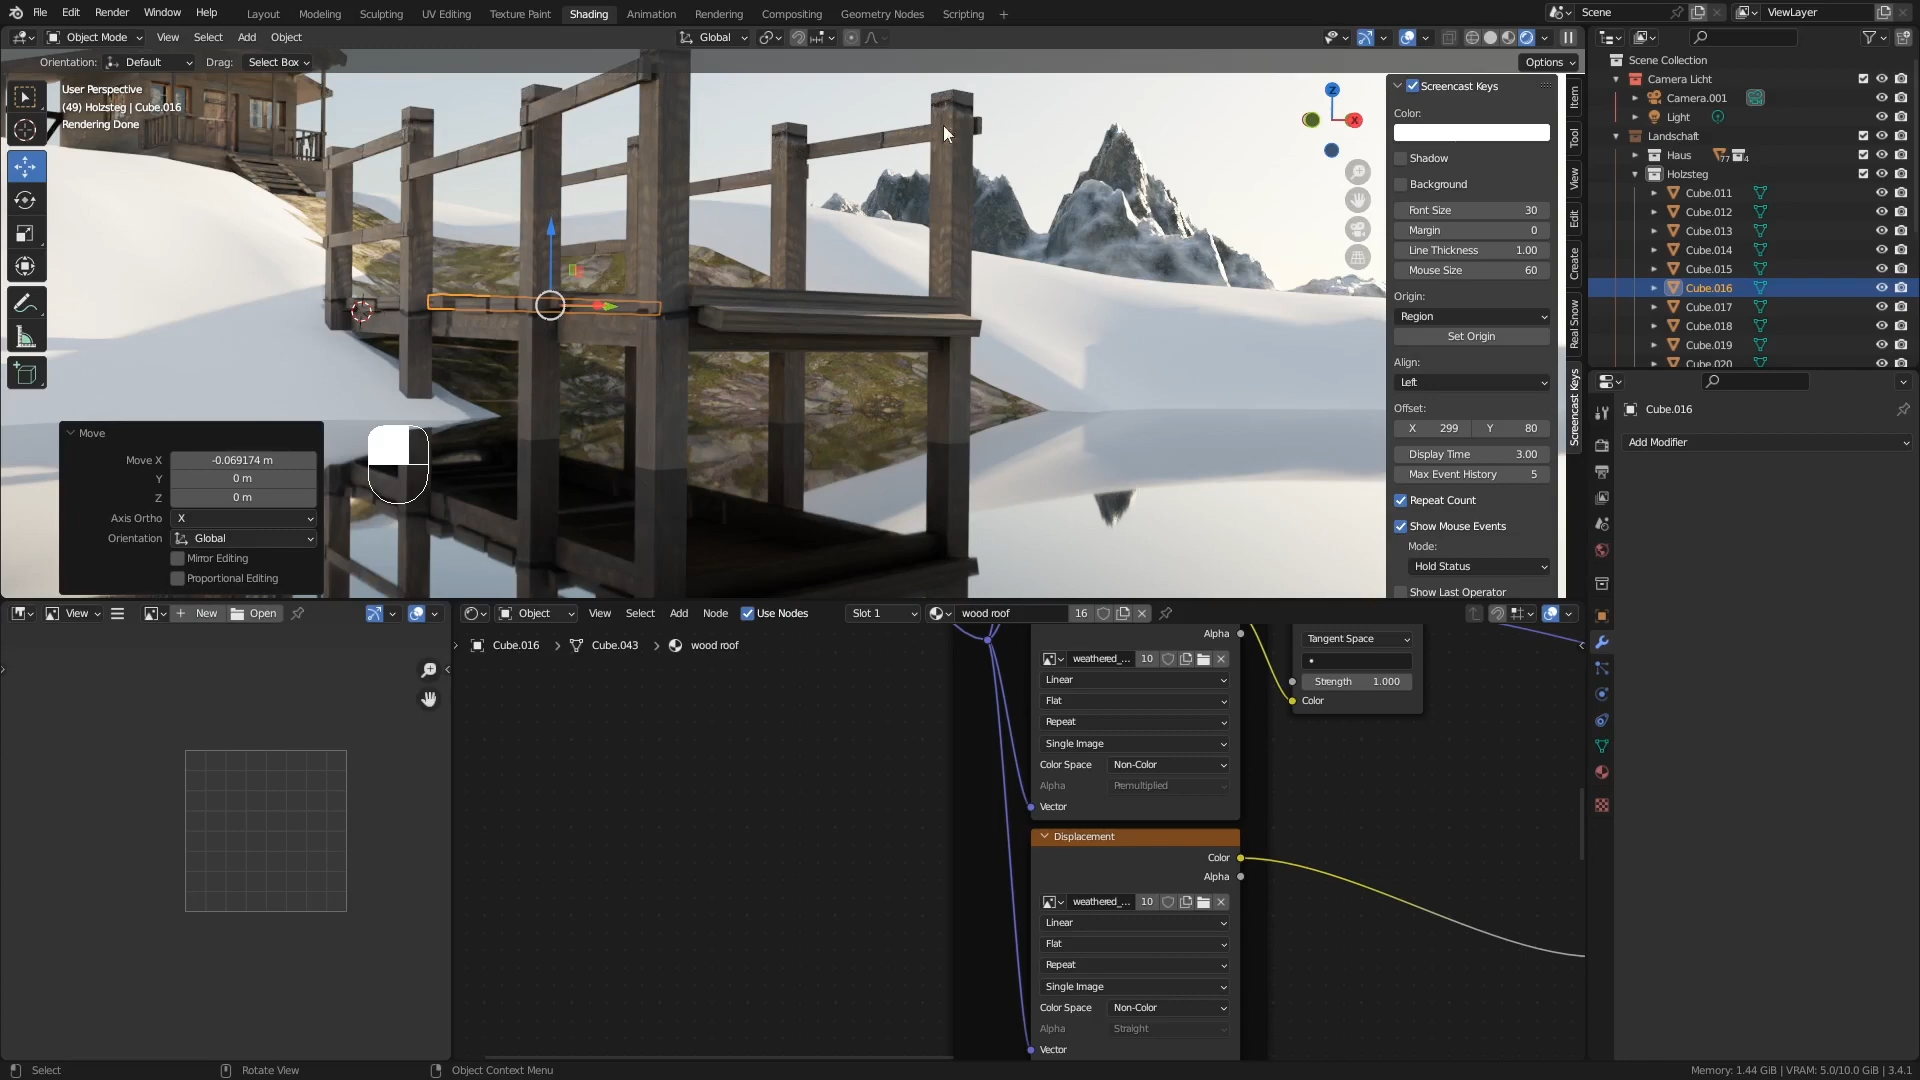 File Edit Render Window Help Layout Modeling Sculpting UV Editing Texture Paint Shading Animation Rendering Compositing Geometry Nodes Scripting + Scene ViewLayer
Object Mode View Select Add Object Global
Orientation: Default Drag: Select Box Options
User Perspective
(49) Holzsteg | Cube.016
Rendering Done
Z
X
Screencast Keys
Color:
Shadow
Background
Font Size 30
Margin 0
Line Thickness 1.00
Mouse Size 60
Origin:
Region
Set Origin
Align:
Left
Offset:
X 299 Y 80
Display Time 3.00
Max Event History 5
Repeat Count
Show Mouse Events
Mode:
Hold Status
Show Last Operator
Item
Tool
View
Edit
Create
Real Snow
Screencast Keys
Scene Collection
Camera Licht
Camera.001
Light
Landschaft
Haus 77 4
Holzsteg
Cube.011
Cube.012
Cube.013
Cube.014
Cube.015
Cube.016
Cube.017
Cube.018
Cube.019
Cube.020
Cube.016
Add Modifier
Move
Move X -0.069174 m
Y 0 m
Z 0 m
Axis Ortho X
Orientation Global
Mirror Editing
Proportional Editing
View New Open
Object View Select Add Node Use Nodes Slot 1 wood roof 16
Cube.016 > Cube.043 > wood roof
Alpha
weathered_... 10
Linear
Flat
Repeat
Single Image
Color Space Non-Color
Alpha Premultiplied
Vector
Tangent Space
Strength 1.000
Color
Displacement
Color
Alpha
weathered_... 10
Linear
Flat
Repeat
Single Image
Color Space Non-Color
Alpha Straight
Vector
Select Rotate View Object Context Menu Memory: 1.44 GiB | VRAM: 5.0/10.0 GiB | 3.4.1